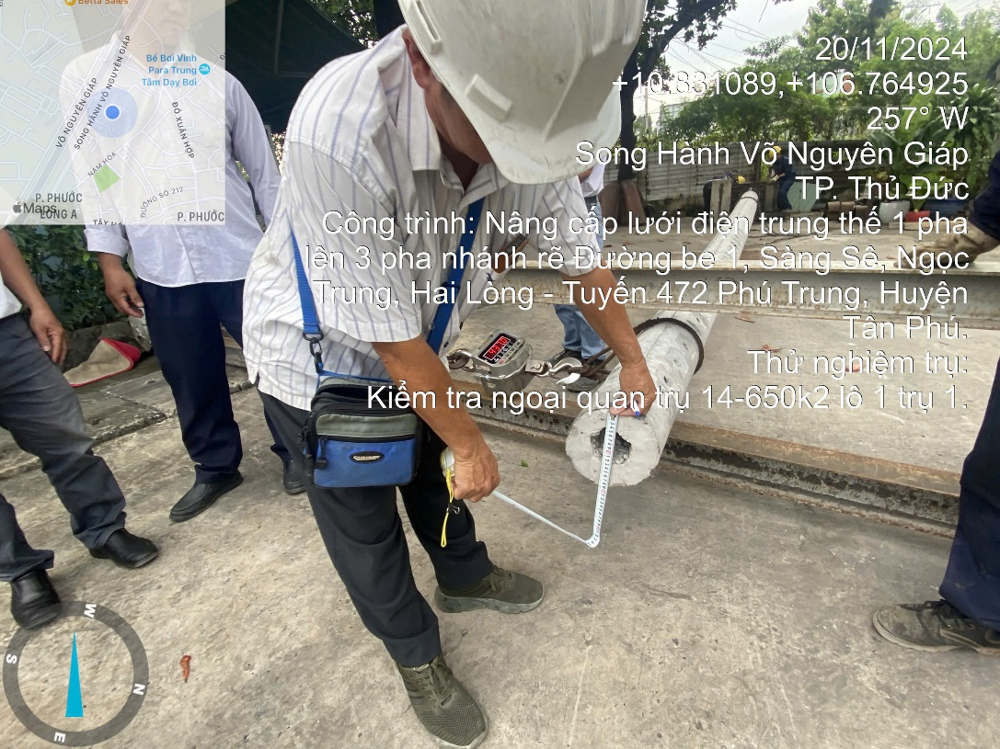 Betta Sales
Bể Bơi Vinh
Para Trung
Tâm Dạy Bơi
VÕ NGUYÊN GIÁP
SONG HÀNH VÕ NGUYÊN GIÁP
ĐỖ XUÂN HỢP
NAM HÒA
ĐƯỜNG SỐ 212
P. PHƯỚC
LONG A
Maps
P. PHƯỚC
20/11/2024
+10.831089,+106.764925
257° W
Song Hành Võ Nguyên Giáp
TP. Thủ Đức
Công trình: Nâng cấp lưới điện trung thế 1 pha
lên 3 pha nhánh rẽ Đường be 1, Sàng Sê, Ngọc
Trung, Hai Lòng - Tuyến 472 Phú Trung, Huyện
Tân Phú.
Thử nghiệm trụ:
Kiểm tra ngoại quan trụ 14-650k2 lô 1 trụ 1.
W
S
N
E